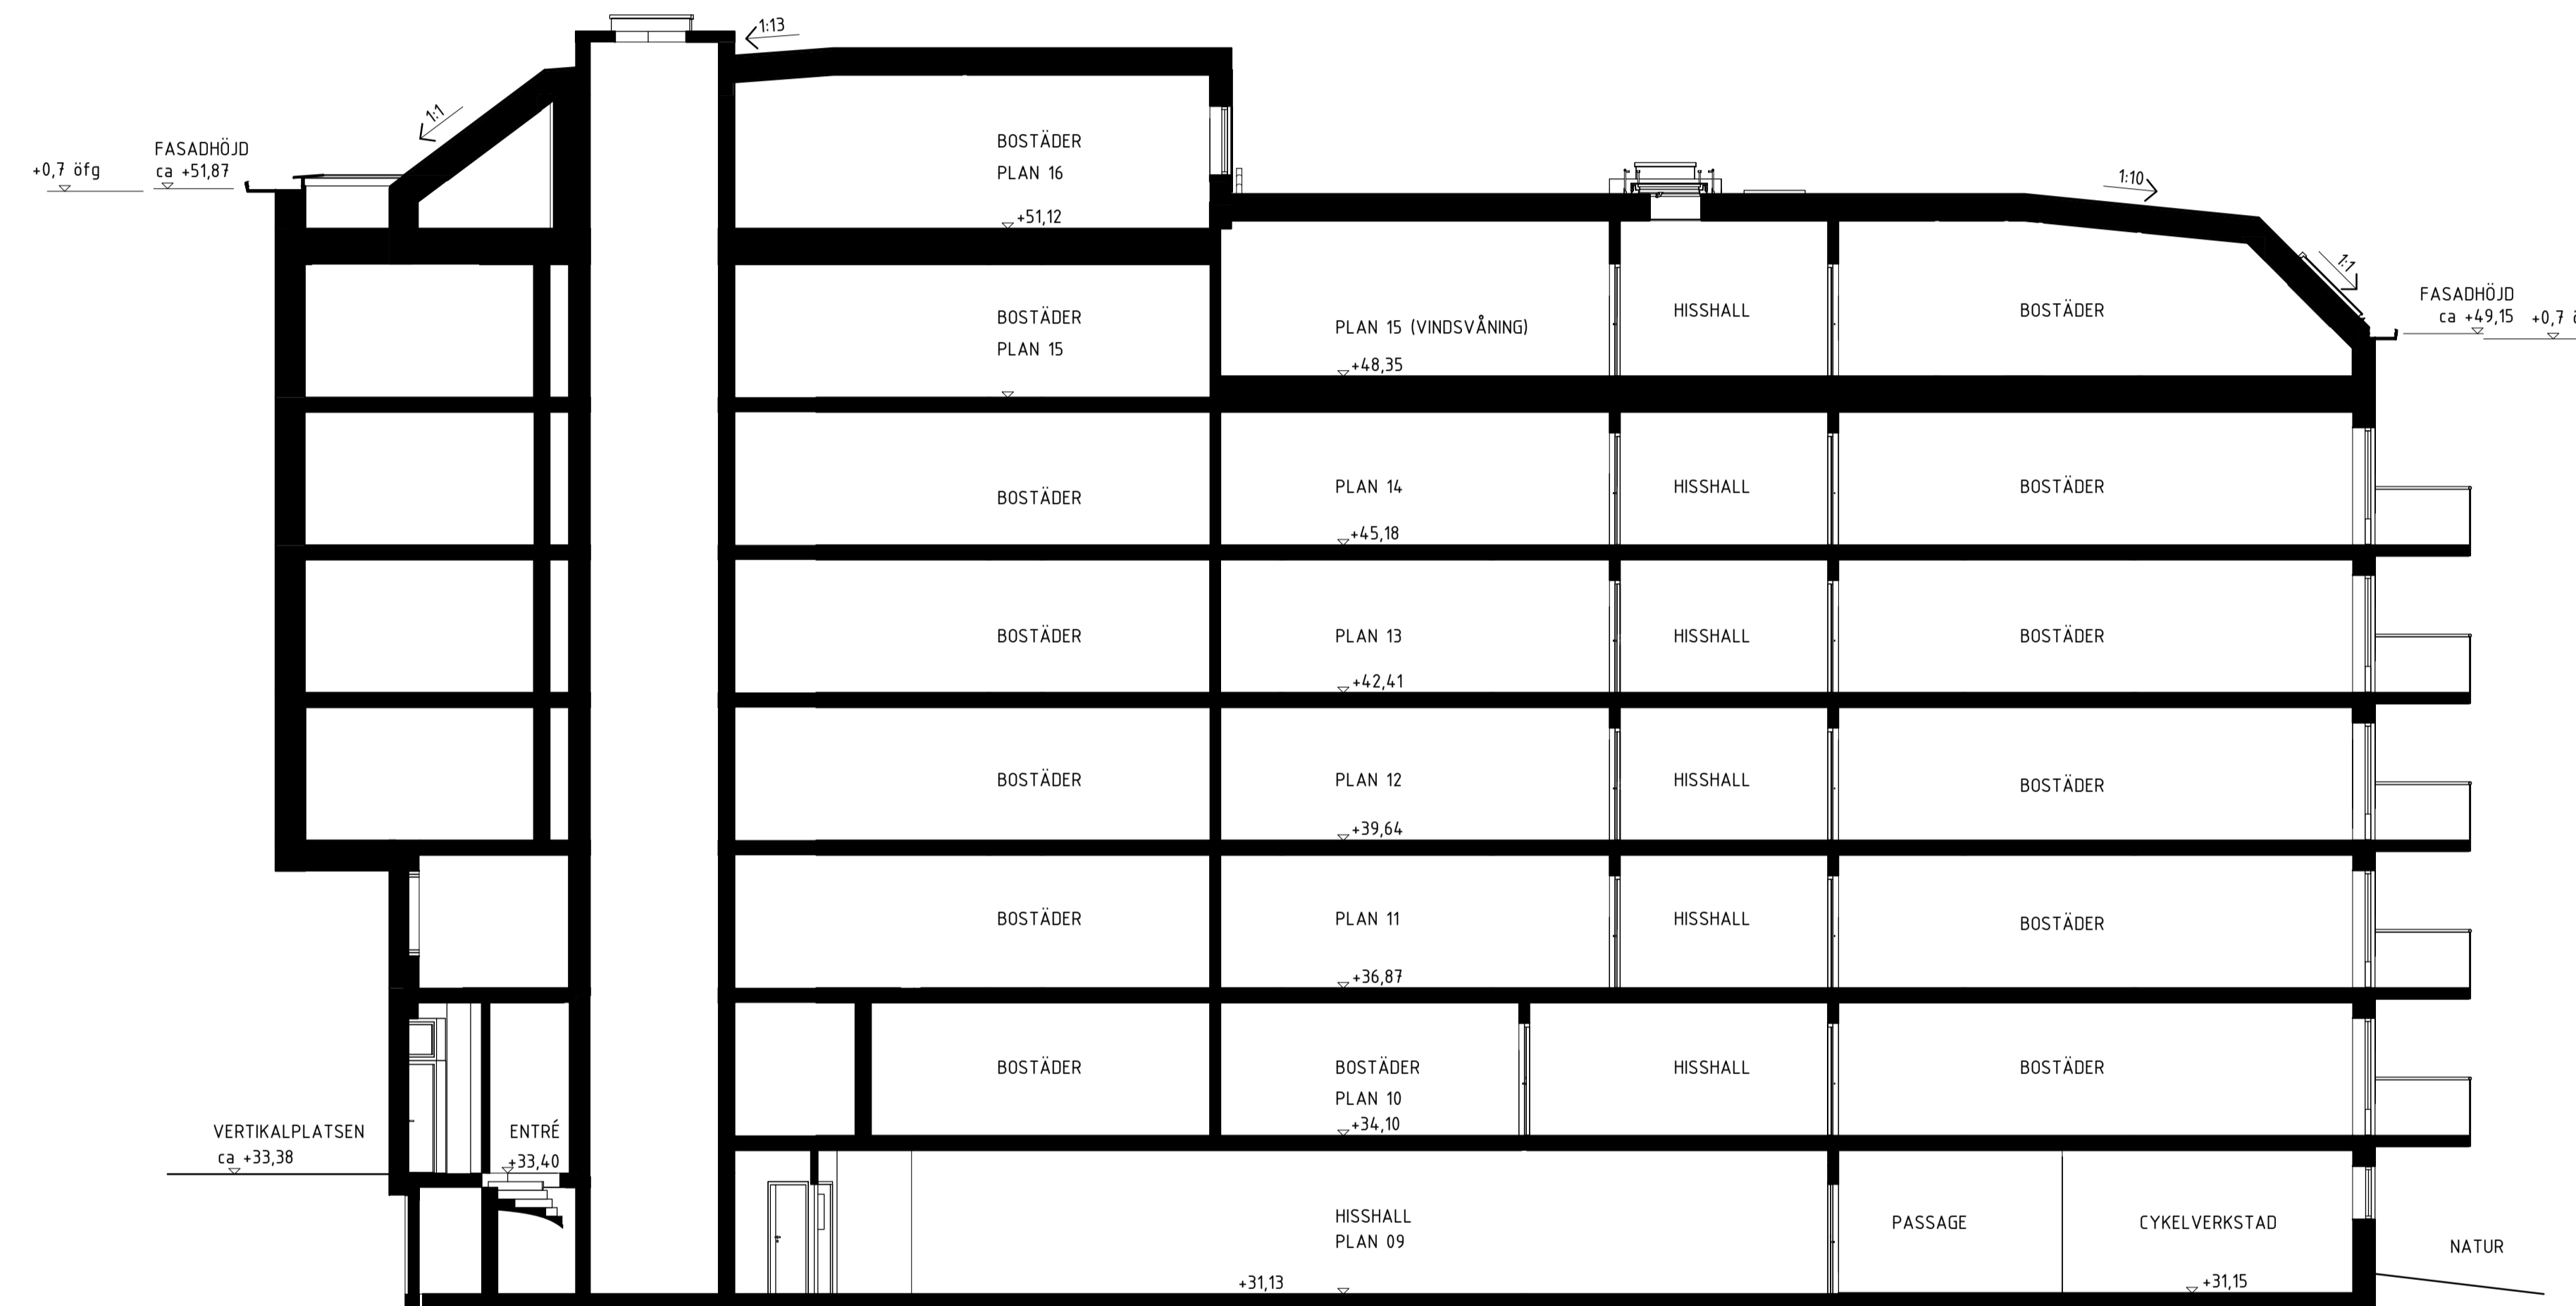 1:13
1:1
FASADHÖJD
+0,7 öfg
ca +51,87
BOSTÄDER
PLAN 16
+51,12
1:10
1:1
FASADHÖJD
ca +49,15
+0,7
BOSTÄDER
PLAN 15
PLAN 15 (VINDSVÅNING)
+48,35
HISSHALL
BOSTÄDER
BOSTÄDER
PLAN 14
+45,18
HISSHALL
BOSTÄDER
BOSTÄDER
PLAN 13
+42,41
HISSHALL
BOSTÄDER
BOSTÄDER
PLAN 12
+39,64
HISSHALL
BOSTÄDER
BOSTÄDER
PLAN 11
+36,87
HISSHALL
BOSTÄDER
BOSTÄDER
BOSTÄDER
PLAN 10
+34,10
HISSHALL
BOSTÄDER
VERTIKALPLATSEN
ca +33,38
ENTRÉ
+33,40
HISSHALL
PLAN 09
+31,13
PASSAGE
CYKELVERKSTAD
+31,15
NATUR